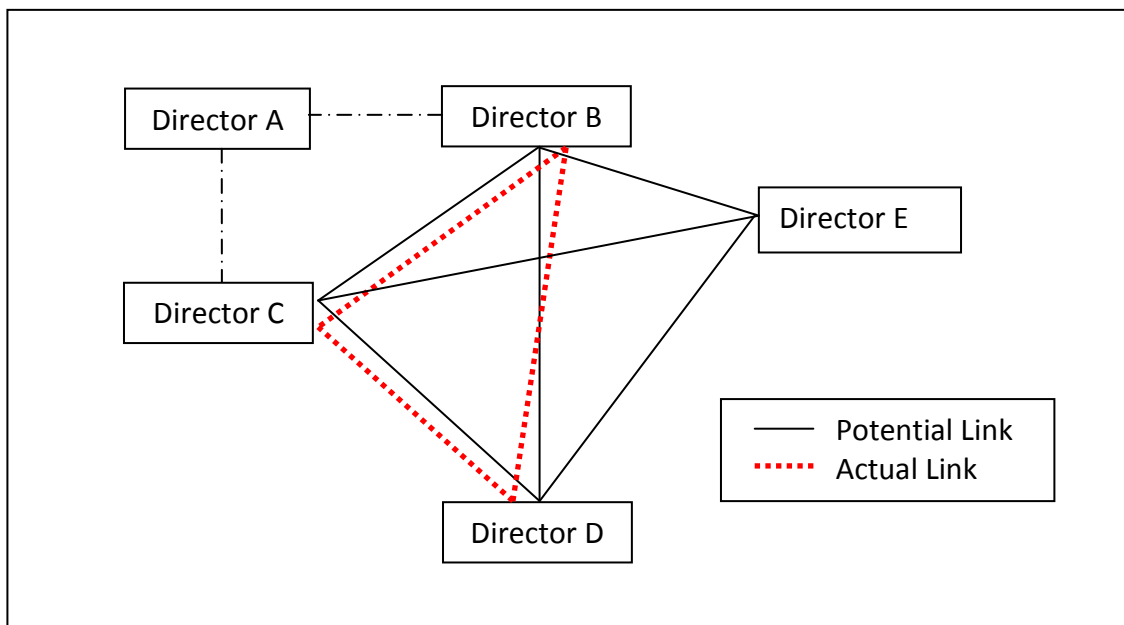 Director A
Director B
Director E
Director C
Director D
Potential Link
Actual Link